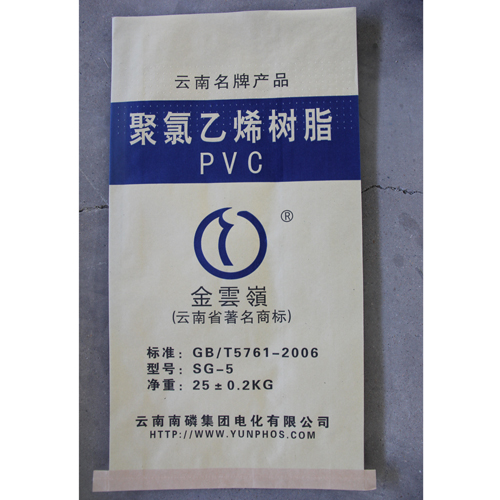 云南名牌产品
聚氯乙烯树脂
PVC
®
金雲嶺
(云南省著名商标)
标准：GB/T5761-2006
型号：SG-5
净重：25±0.2KG
云南南磷集团电化有限公司
HTTP://WWW.YUNPHOS.COM